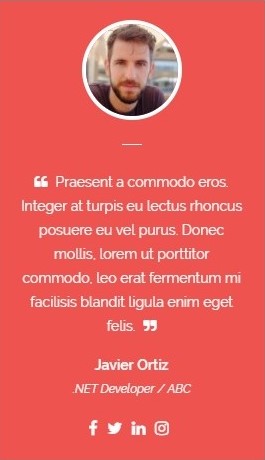 ❝ Praesent a commodo eros.
Integer at turpis eu lectus rhoncus
posuere eu vel purus. Donec
mollis, lorem ut porttitor
commodo, leo erat fermentum mi
facilisis blandit ligula enim eget
felis. ❞
Javier Ortiz
.NET Developer / ABC